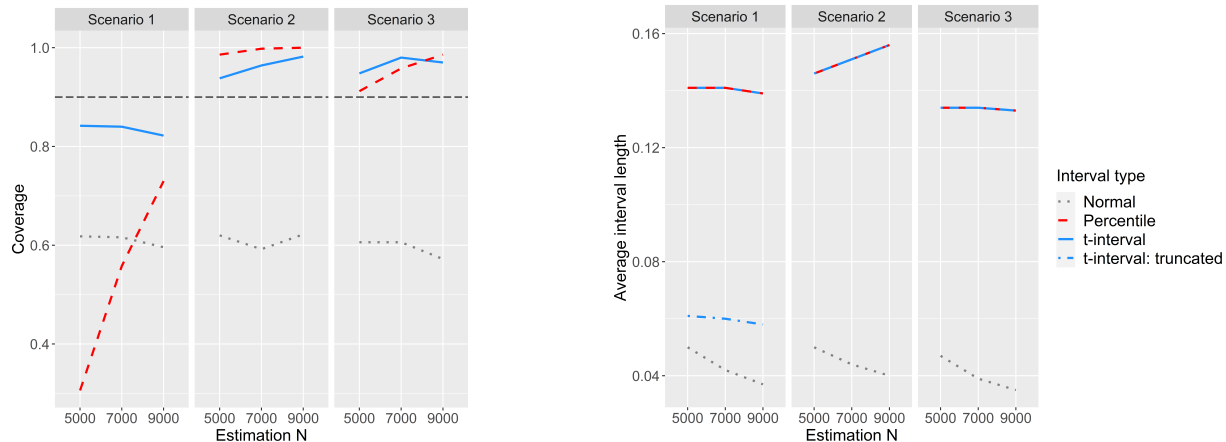 Scenario 1
Scenario 2
Scenario 3
1.0
0.8
0.6
0.4
Coverage
5000 7000 9000
5000 7000 9000
5000 7000 9000
Estimation N
Scenario 1
Scenario 2
Scenario 3
0.16
0.12
0.08
0.04
Average interval length
5000 7000 9000
5000 7000 9000
5000 7000 9000
Estimation N
Interval type
Normal
Percentile
t-interval
t-interval: truncated